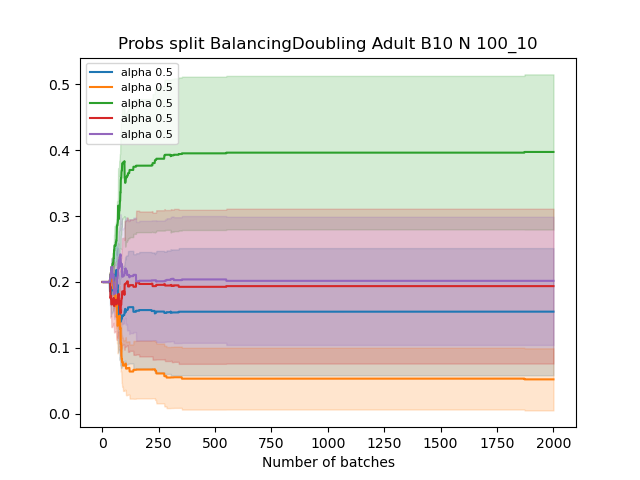 Probs split BalancingDoubling Adult B10 N 100_10
alpha 0.5
alpha 0.5
alpha 0.5
alpha 0.5
alpha 0.5
0.5
0.4
0.3
0.2
0.1
0.0
0 250 500 750 1000 1250 1500 1750 2000
Number of batches